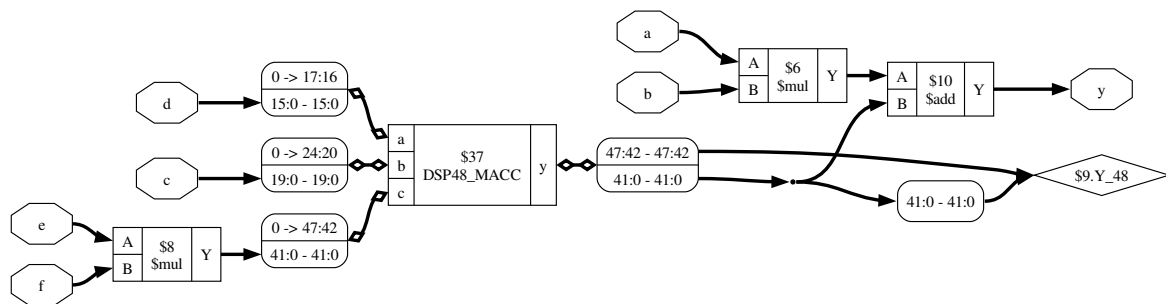 a
b
A
B
$6
$mul
Y
A
B
$10
$add
Y
y
d
0 -> 17:16
15:0 - 15:0
c
0 -> 24:20
19:0 - 19:0
a
b
c
$37
DSP48_MACC
y
47:42 - 47:42
41:0 - 41:0
41:0 - 41:0
$9.Y_48
e
f
A
B
$8
$mul
Y
0 -> 47:42
41:0 - 41:0